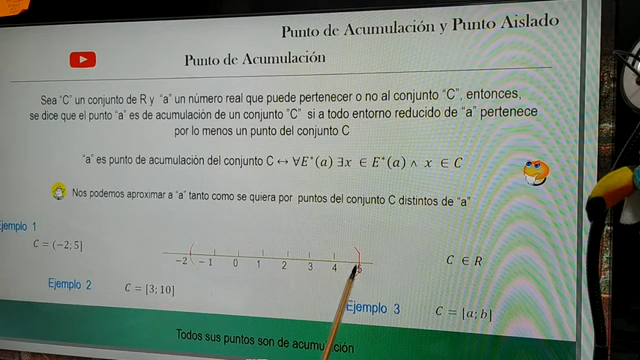 Punto de Acumulación y Punto Aislado
Punto de Acumulación
Sea “C” un conjunto de R y “a” un número real que puede pertenecer o no al conjunto “C”, entonces,
se dice que el punto “a” es de acumulación de un conjunto “C” si a todo entorno reducido de “a” pertenece
por lo menos un punto del conjunto C
“a” es punto de acumulación del conjunto C ↔ ∀E*(a) ∃x ∈ E*(a) ∧ x ∈ C
Nos podemos aproximar a “a” tanto como se quiera por puntos del conjunto C distintos de “a”
Ejemplo 1
C = (−2; 5]
−2 −1 0 1 2 3 4 5
C ∈ R
Ejemplo 2
C = [3; 10]
Ejemplo 3
C = [a; b]
Todos sus puntos son de acumulación